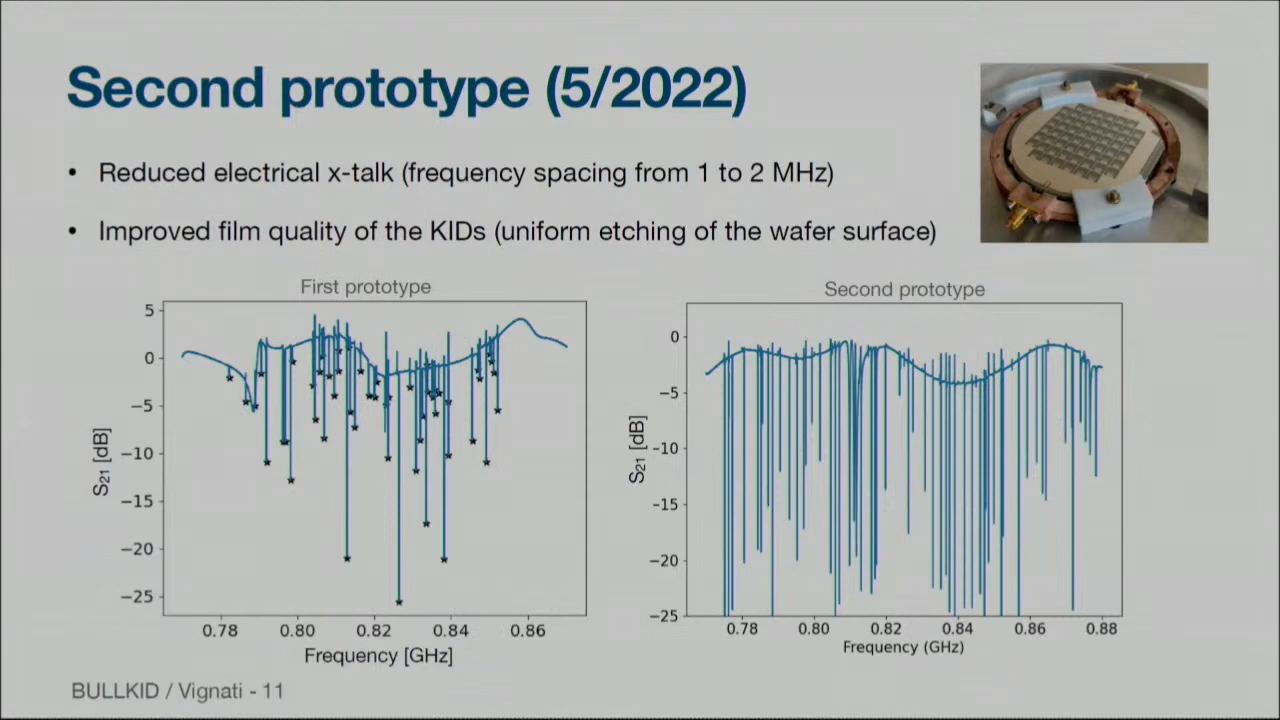 Second prototype (5/2022)
• Reduced electrical x-talk (frequency spacing from 1 to 2 MHz)
• Improved film quality of the KIDs (uniform etching of the wafer surface)
First prototype
5
0
−5
−10
−15
−20
−25
S21 [dB]
0.78 0.80 0.82 0.84 0.86
Frequency [GHz]
Second prototype
0
−5
−10
−15
−20
−25
S21 [dB]
0.78 0.80 0.82 0.84 0.86 0.88
Frequency (GHz)
BULLKID / Vignati - 11